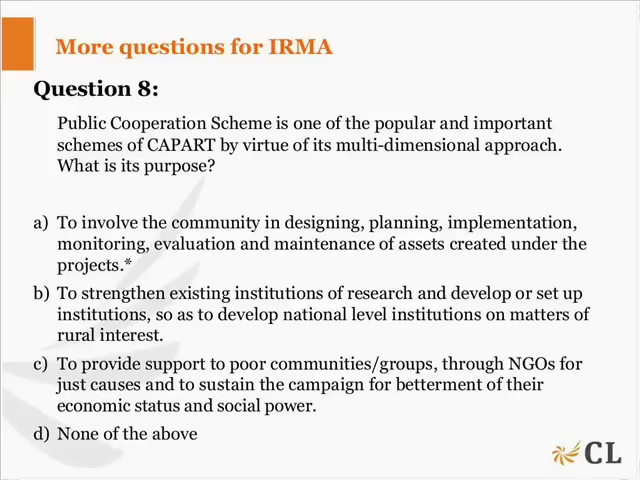 More questions for IRMA
Question 8:
Public Cooperation Scheme is one of the popular and important
schemes of CAPART by virtue of its multi-dimensional approach.
What is its purpose?
a) To involve the community in designing, planning, implementation,
monitoring, evaluation and maintenance of assets created under the
projects.*
b) To strengthen existing institutions of research and develop or set up
institutions, so as to develop national level institutions on matters of
rural interest.
c) To provide support to poor communities/groups, through NGOs for
just causes and to sustain the campaign for betterment of their
economic status and social power.
d) None of the above
CL